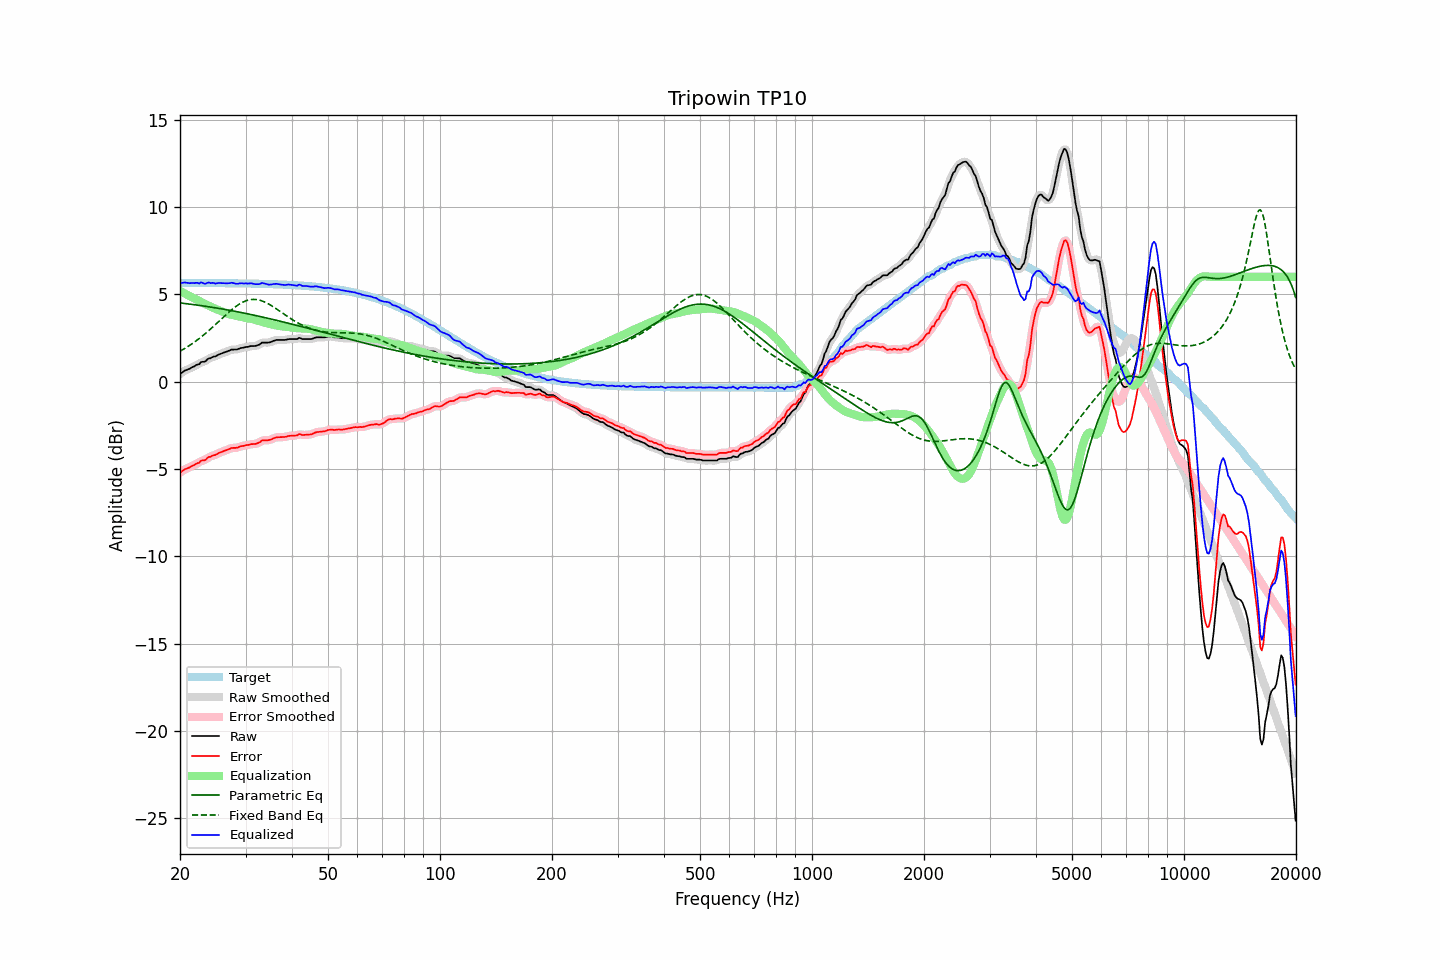 Tripowin TP10
Amplitude (dBr)
15
10
5
0
−5
−10
−15
−20
−25
Target
Raw Smoothed
Error Smoothed
Raw
Error
Equalization
Parametric Eq
Fixed Band Eq
Equalized
20 50 100 200 500 1000 2000 5000 10000 20000
Frequency (Hz)